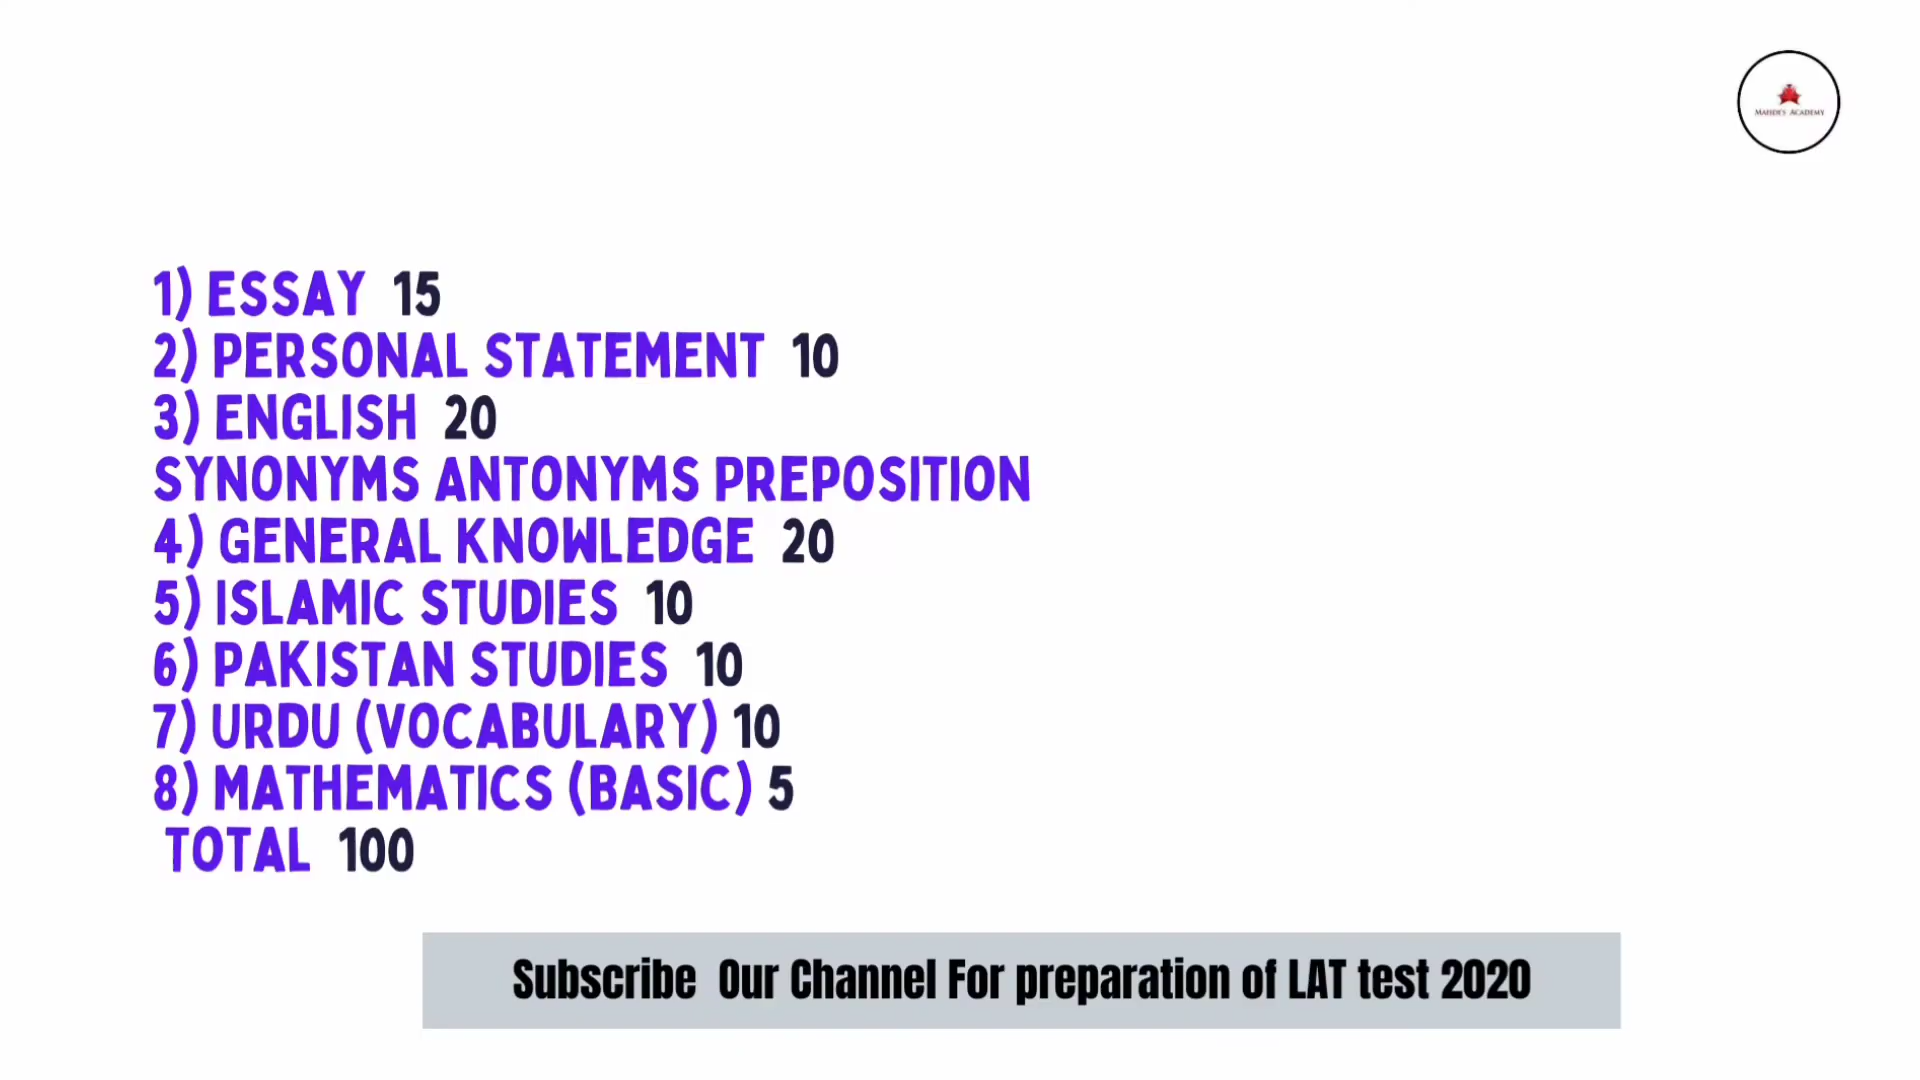 MAHDE'S ACADEMY
1) ESSAY 15
2) PERSONAL STATEMENT 10
3) ENGLISH 20
SYNONYMS ANTONYMS PREPOSITION
4) GENERAL KNOWLEDGE 20
5) ISLAMIC STUDIES 10
6) PAKISTAN STUDIES 10
7) URDU (VOCABULARY) 10
8) MATHEMATICS (BASIC) 5
TOTAL 100
Subscribe Our Channel For preparation of LAT test 2020